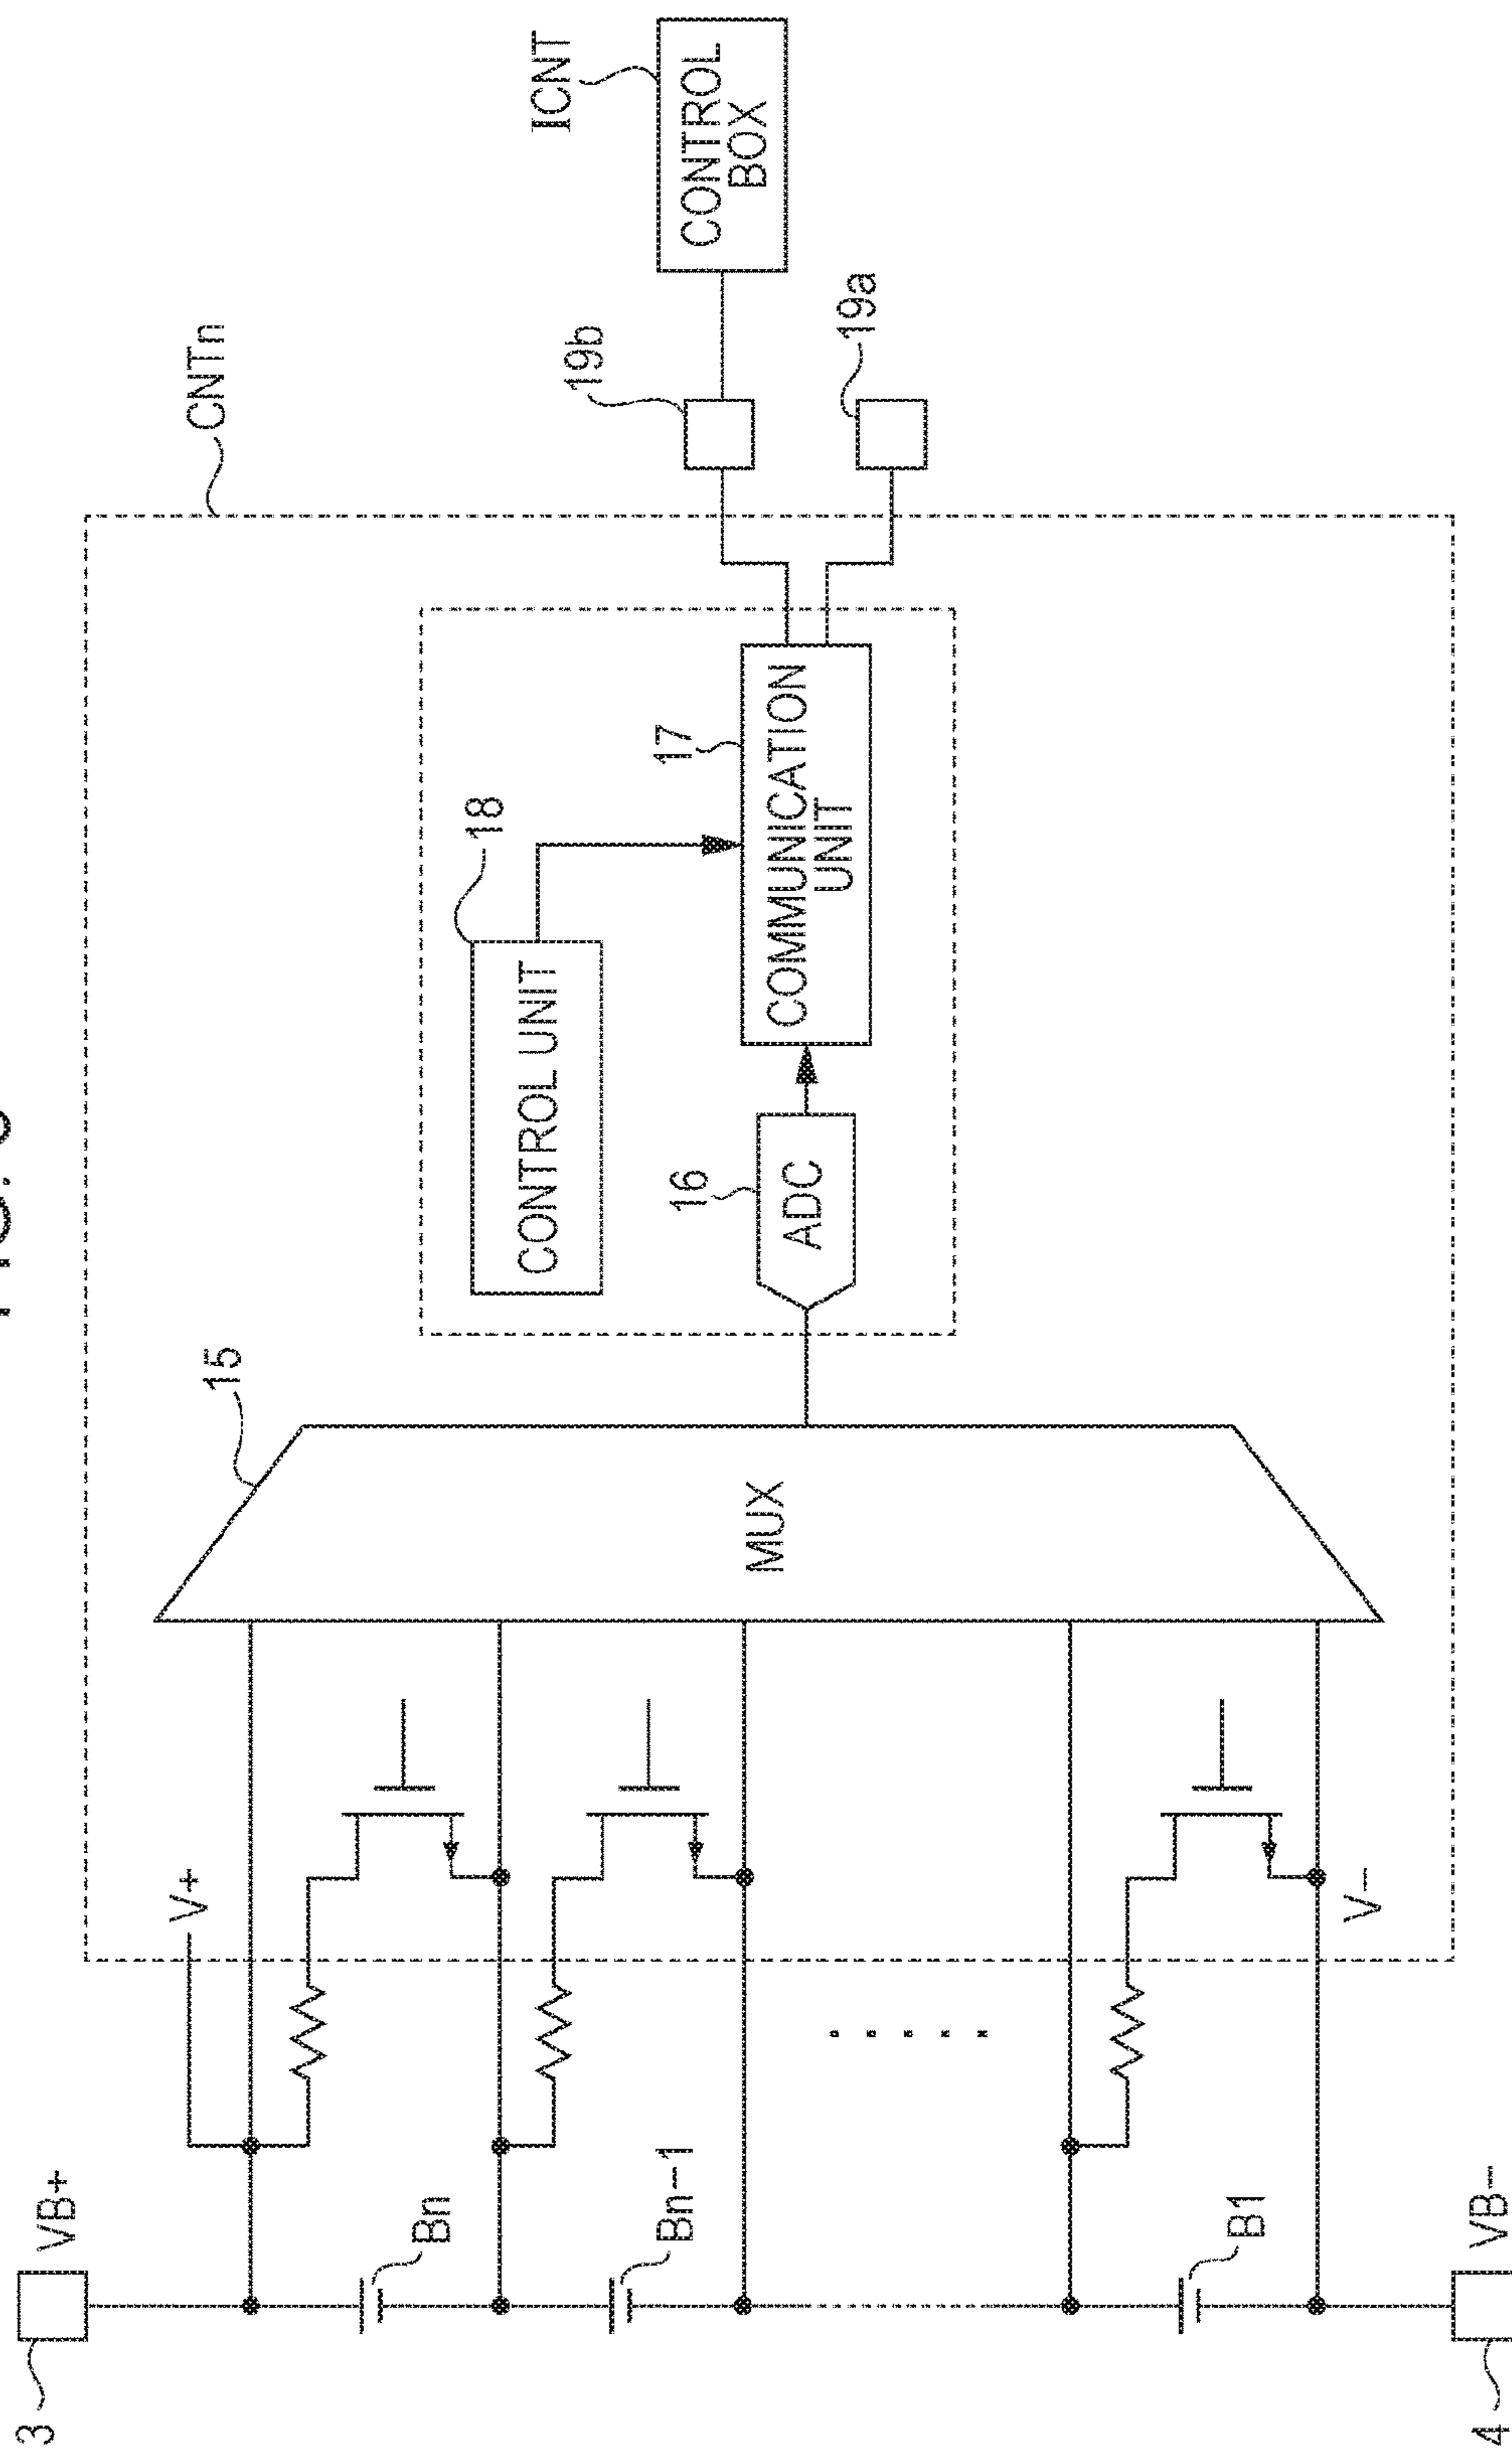 3
VB+
V+
15
CNTn
18
CONTROL UNIT
17
COMMUNICATION
UNIT
16
ADC
MUX
19b
19a
ICNT
CONTROL
BOX
Bn
Bn-1
B1
V-
VB-
4